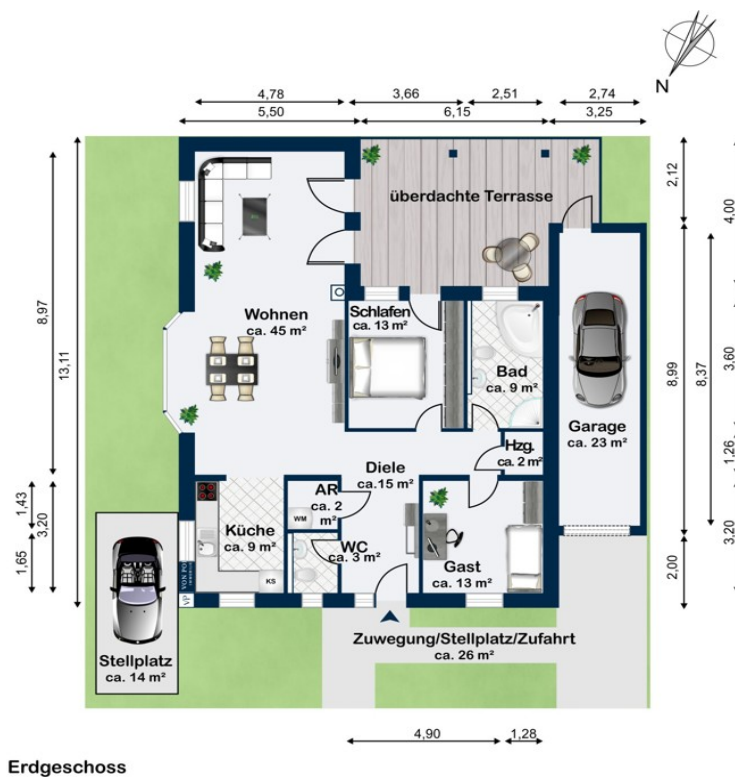 N
4,78
3,66
2,51
2,74
5,50
6,15
3,25
überdachte Terrasse
2,12
4,00
8,97
13,11
Wohnen
ca. 45 m²
Schlafen
ca. 13 m²
Bad
ca. 9 m²
8,99
8,37
3,60
Garage
ca. 23 m²
Hzg.
ca. 2 m²
1,26
Diele
ca.15 m²
AR
ca. 2
m²
WM
1,43
3,20
1,65
Küche
ca. 9 m²
WC
ca. 3 m²
KS
Gast
ca. 13 m²
3,20
2,00
VON PO
VP
Stellplatz
ca. 14 m²
Zuwegung/Stellplatz/Zufahrt
ca. 26 m²
4,90
1,28
Erdgeschoss